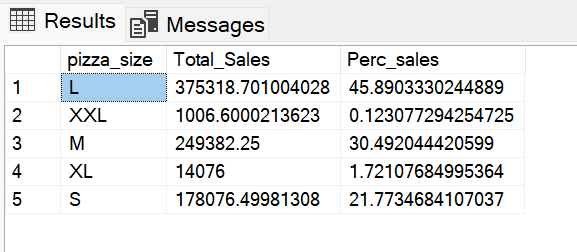 Results Messages
pizza_size Total_Sales Perc_sales
1 L 375318.701004028 45.8903330244889
2 XXL 1006.6000213623 0.123077294254725
3 M 249382.25 30.492044420599
4 XL 14076 1.72107684995364
5 S 178076.49981308 21.7734684107037